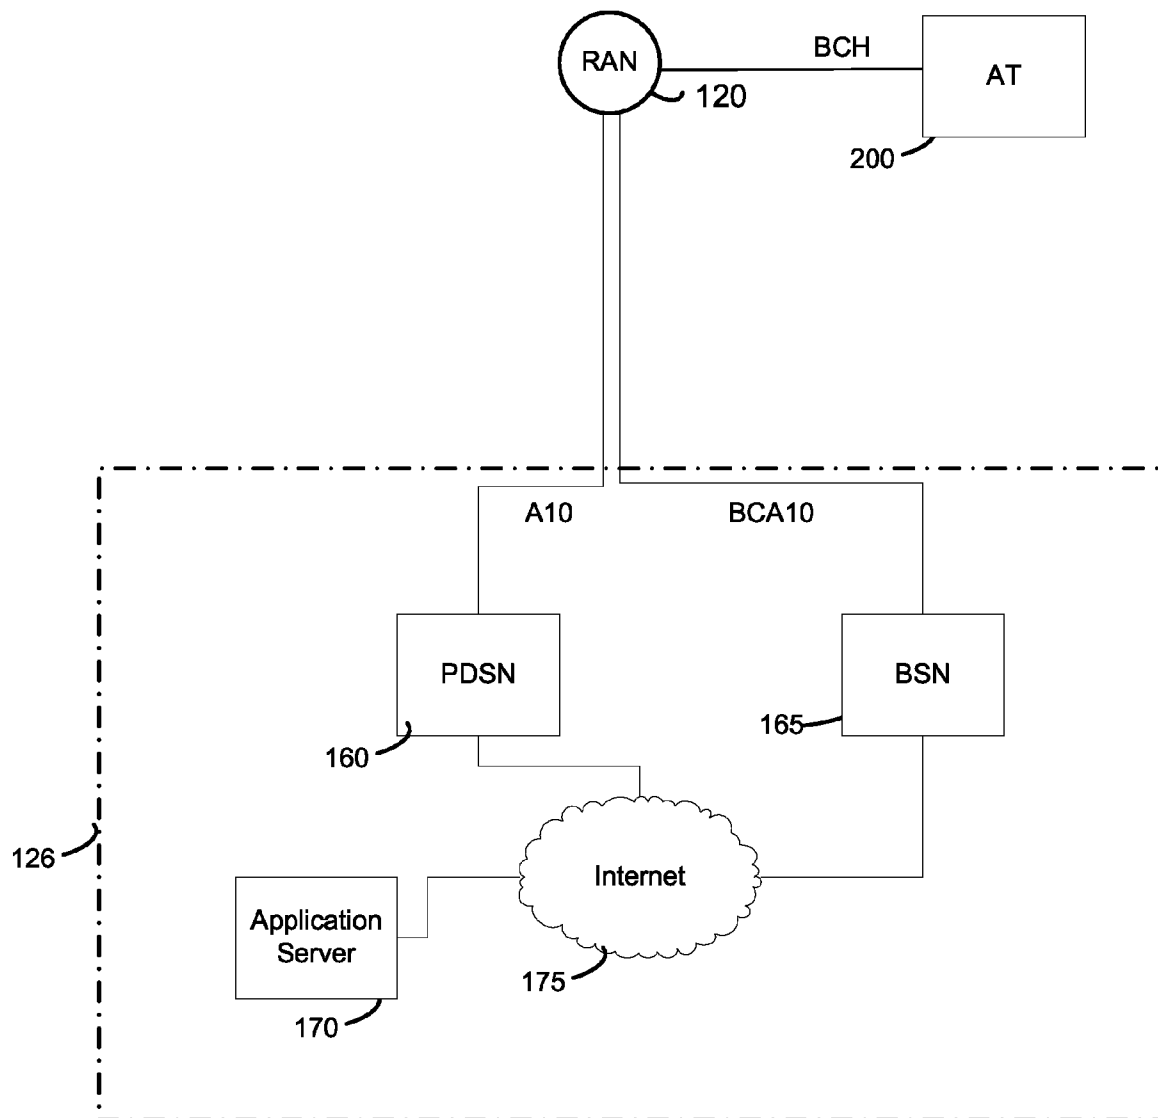 RAN
BCH
AT
120
200
A10
BCA10
PDSN
BSN
165
160
126
Internet
Application
Server
175
170